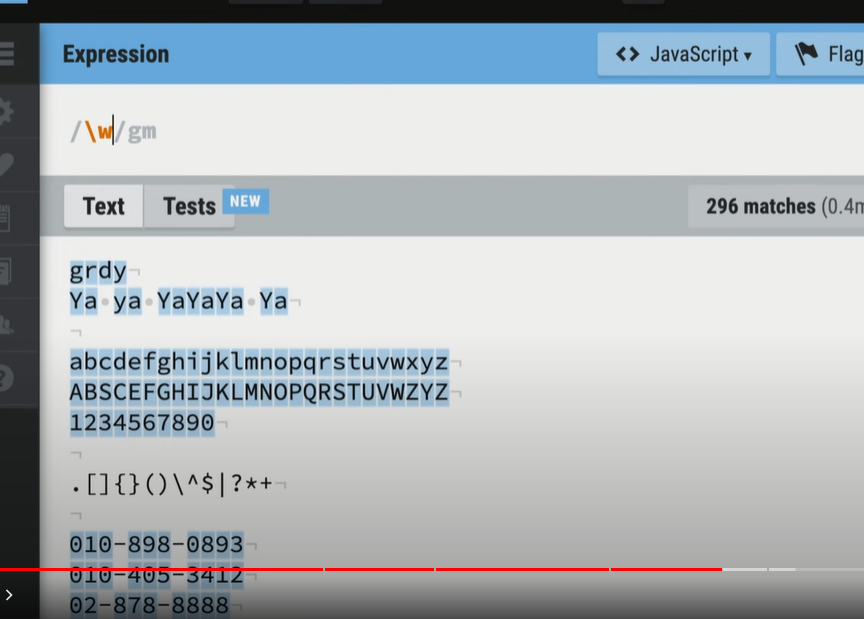 Expression
<> JavaScript ▾
/\w/gm
Text
Tests
NEW
296 matches
grdy
Ya ya YaYaYa Ya
abcdefghijklmnopqrstuvwxyz
ABSCEFGHIJKLMNOPQRSTUVWZYZ
1234567890
.[]{}()\^$|?*+
010-898-0893
010-405-3412
02-878-8888